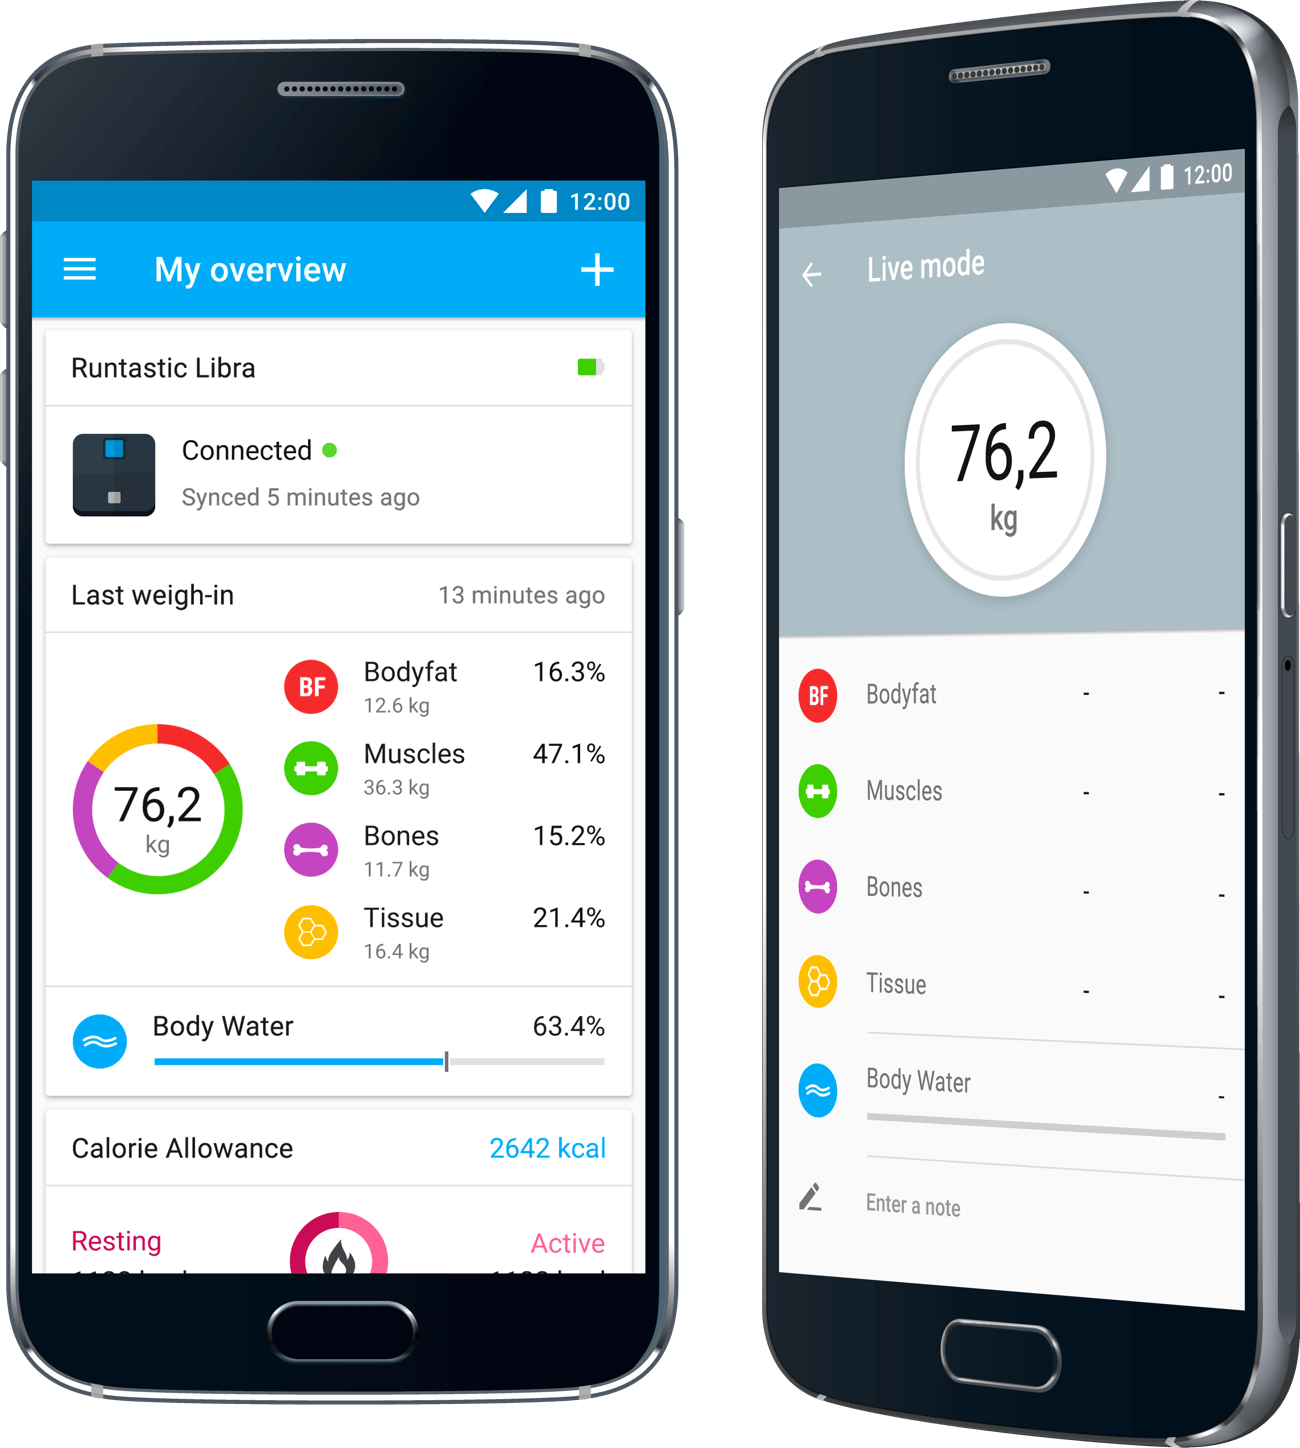 12:00
My overview
Runtastic Libra
Connected
Synced 5 minutes ago
Last weigh-in 13 minutes ago
76,2
kg
BF Bodyfat 16.3%
12.6 kg
Muscles 47.1%
36.3 kg
Bones 15.2%
11.7 kg
Tissue 21.4%
16.4 kg
Body Water 63.4%
Calorie Allowance 2642 kcal
Resting Active
12:00
Live mode
76,2
kg
BF Bodyfat - -
Muscles - -
Bones - -
Tissue - -
Body Water -
Enter a note